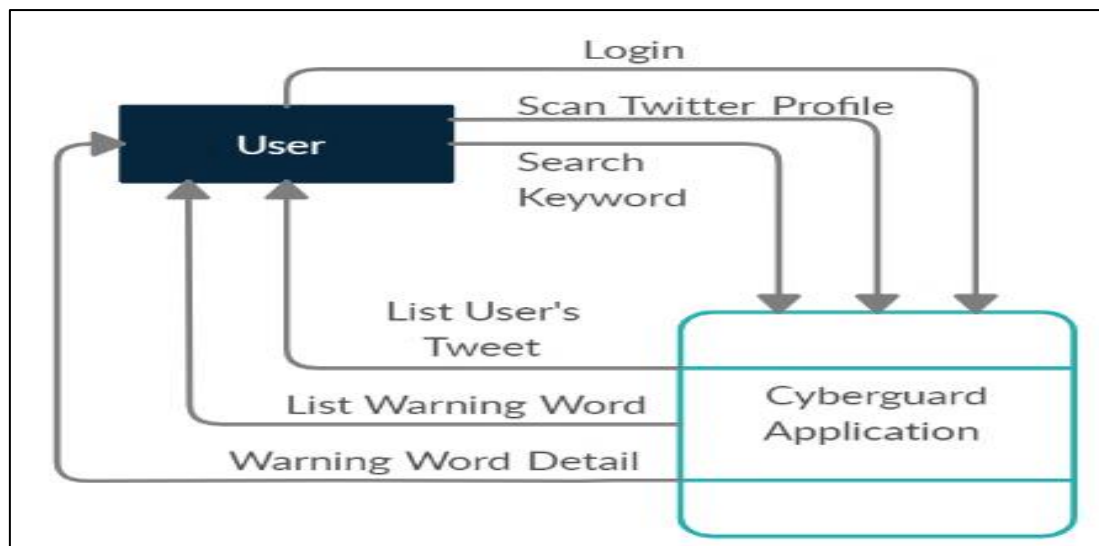 Login
Scan Twitter Profile
User
Search
Keyword
List User's
Tweet
List Warning Word
Cyberguard
Application
Warning Word Detail